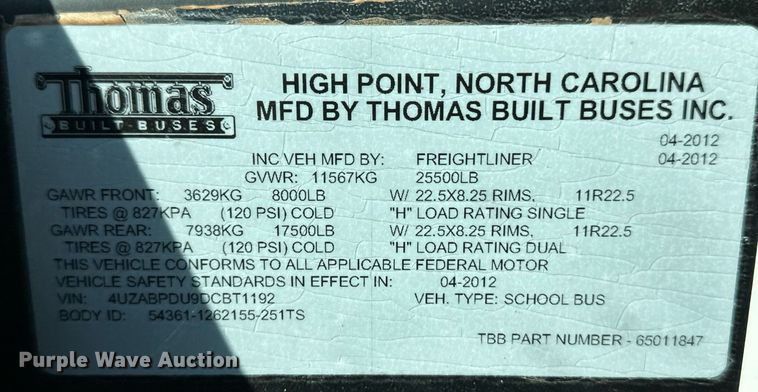 Thomas
BUILT-BUSES
HIGH POINT, NORTH CAROLINA
MFD BY THOMAS BUILT BUSES INC.
04-2012
INC VEH MFD BY: FREIGHTLINER 04-2012
GVWR: 11567KG 25500LB
GAWR FRONT: 3629KG 8000LB W/ 22.5X8.25 RIMS, 11R22.5
TIRES @ 827KPA (120 PSI) COLD "H" LOAD RATING SINGLE
GAWR REAR: 7938KG 17500LB W/ 22.5X8.25 RIMS, 11R22.5
TIRES @ 827KPA (120 PSI) COLD "H" LOAD RATING DUAL
THIS VEHICLE CONFORMS TO ALL APPLICABLE FEDERAL MOTOR
VEHICLE SAFETY STANDARDS IN EFFECT IN: 04-2012
VIN: 4UZABPDU9DCBT1192 VEH. TYPE: SCHOOL BUS
BODY ID: 54361-1262155-251TS
TBB PART NUMBER - 65011847
Purple Wave Auction